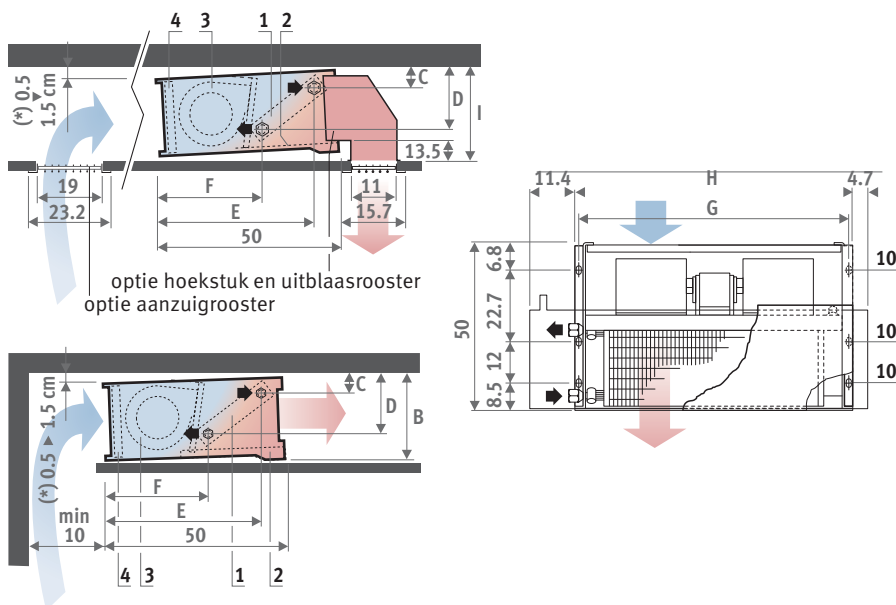 4 3 1 2
(*) 0.5 ▸ 1.5 cm
C
D
I
13.5
19
23.2
F
E
50
11
15.7
optie hoekstuk en uitblaasrooster
optie aanzuigrooster
11.4 H 4.7
G
50
6.8
22.7
12
8.5
10
10
10
(*) 0.5 ▸ 1.5 cm
C
D
B
F
E
min
10
50
4 3 1 2